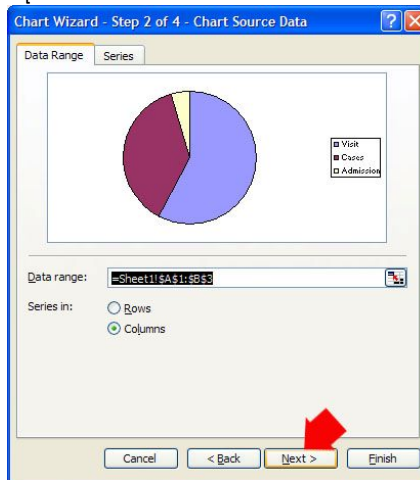 Chart Wizard - Step 2 of 4 - Chart Source Data
Data Range Series
Visit
Cases
Admission
Data range: =Sheet1!$A$1:$B$3
Series in: Rows
Columns
Cancel < Back Next > Finish